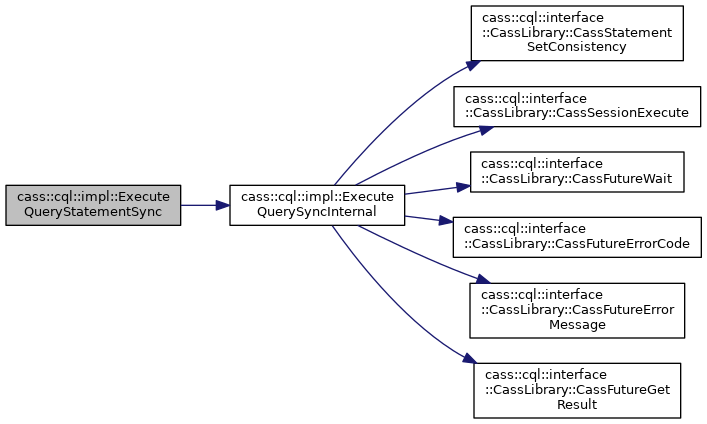 cass::cql::impl::Execute
QueryStatementSync
cass::cql::impl::Execute
QuerySyncInternal
cass::cql::interface
::CassLibrary::CassStatement
SetConsistency
cass::cql::interface
::CassLibrary::CassSessionExecute
cass::cql::interface
::CassLibrary::CassFutureWait
cass::cql::interface
::CassLibrary::CassFutureErrorCode
cass::cql::interface
::CassLibrary::CassFutureError
Message
cass::cql::interface
::CassLibrary::CassFutureGet
Result